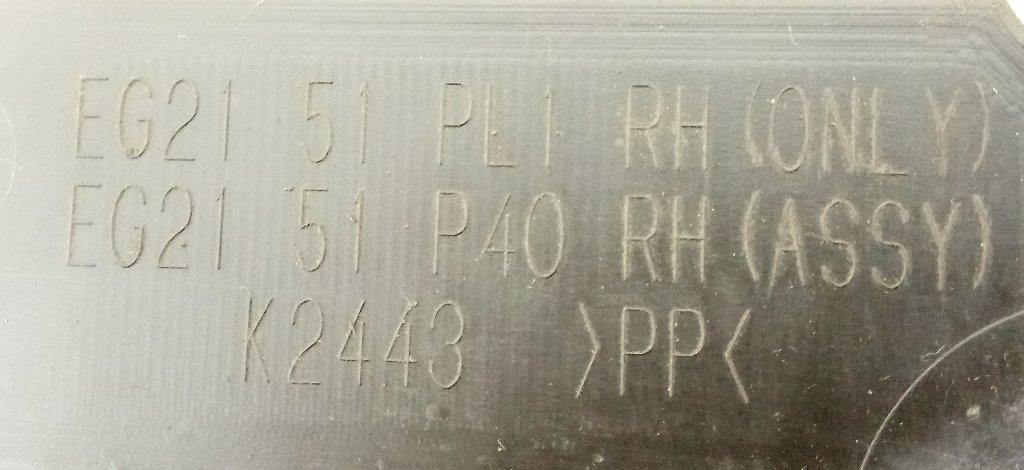 EG21 51 PL1 RH (ONLY)
EG21 51 P40 RH (ASSY)
K2443 >PP<